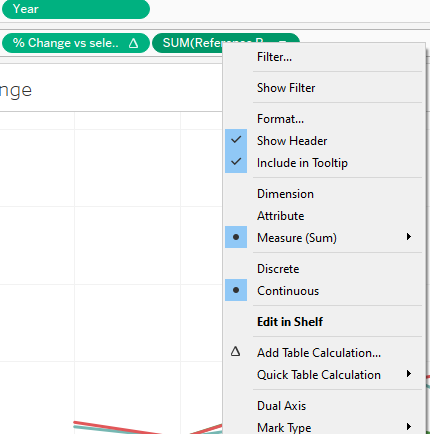 Year
% Change vs sele.. Δ SUM(Reference P..
Filter...
nge
Show Filter
Format...
Show Header
Include in Tooltip
Dimension
Attribute
Measure (Sum)
Discrete
Continuous
Edit in Shelf
Δ Add Table Calculation...
Quick Table Calculation
Dual Axis
Mark Type